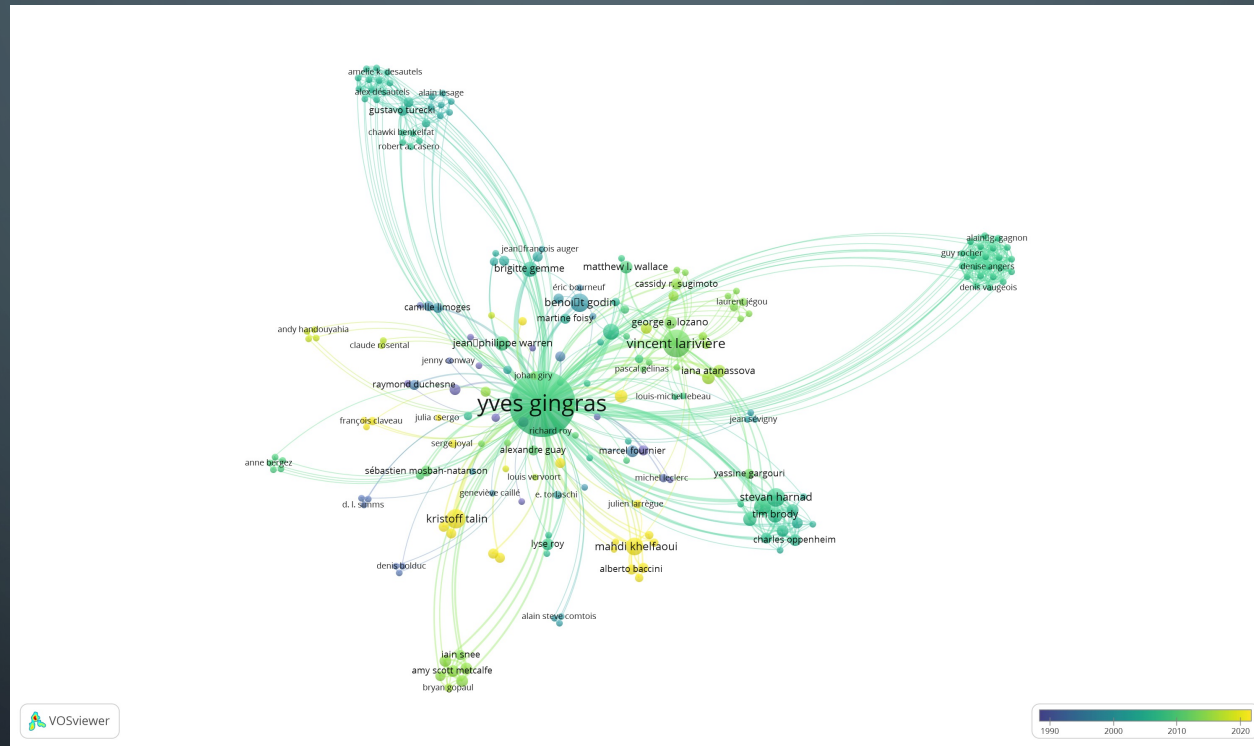 amelie k. desautels
alex desautels
alain lesage
gustavo turecki
chawki benkelfat
robert a. casero
alain▯g. gagnon
guy rocher
denise angers
denis vaugeois
jean▯françois auger
brigitte gemme
matthew l. wallace
cassidy r. sugimoto
éric bourneuf
benoi▯t godin
laurent jégou
camille limoges
martine foisy
george a. lozano
andy handouyahia
claude rosental
jean▯philippe warren
vincent larivière
jenny conway
pascal gelinas
iana atanassova
johan giry
raymond duchesne
louis-michel lebeau
yves gingras
françois claveau
julia csergo
jean sévigny
richard roy
serge joyal
alexandre guay
marcel fournier
anne bergez
sébastien mosbah-natanson
louis vervoort
michel leclerc
yassine gargouri
geneviève caillé
e. torlaschi
stevan harnad
d. l. simms
julien larrègue
tim brody
kristoff talin
charles oppenheim
lyse roy
mahdi khelfaoui
denis bolduc
alberto baccini
alain steve comtois
iain snee
amy scott metcalfe
bryan gopaul
VOSviewer
1990 2000 2010 2020